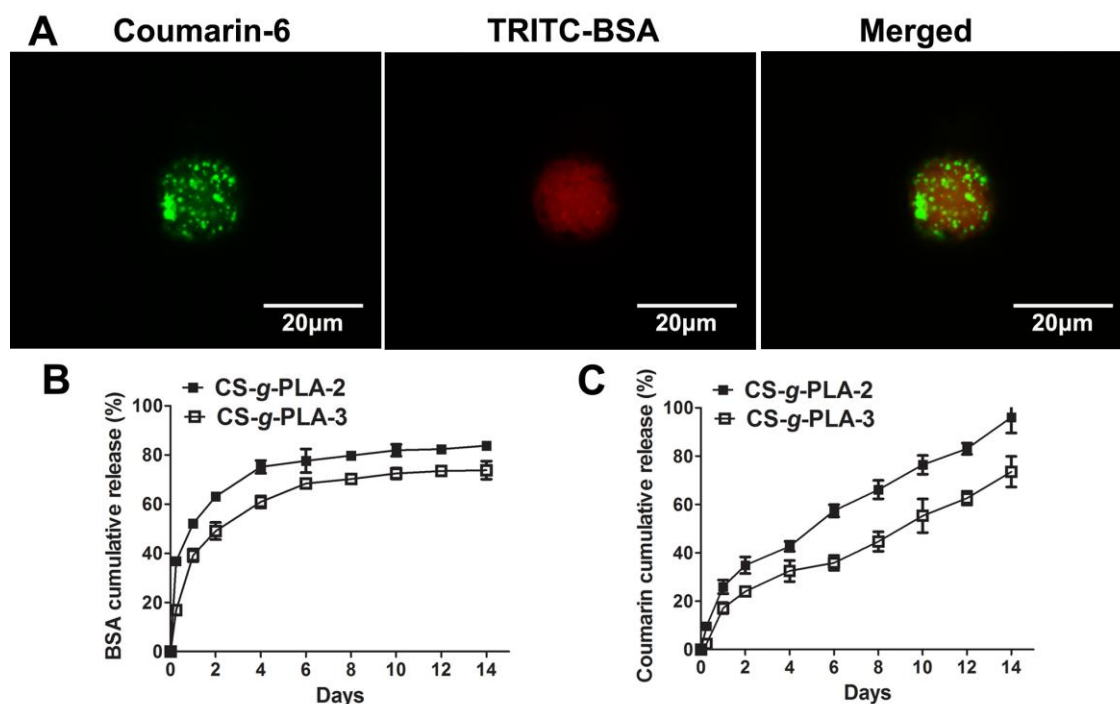 A
Coumarin-6
TRITC-BSA
Merged
20μm
20μm
20μm
B
CS-g-PLA-2
CS-g-PLA-3
BSA cumulative release (%)
100
80
60
40
20
0
0 2 4 6 8 10 12 14
Days
C
CS-g-PLA-2
CS-g-PLA-3
Coumarin cumulative release (%)
100
80
60
40
20
0
0 2 4 6 8 10 12 14
Days